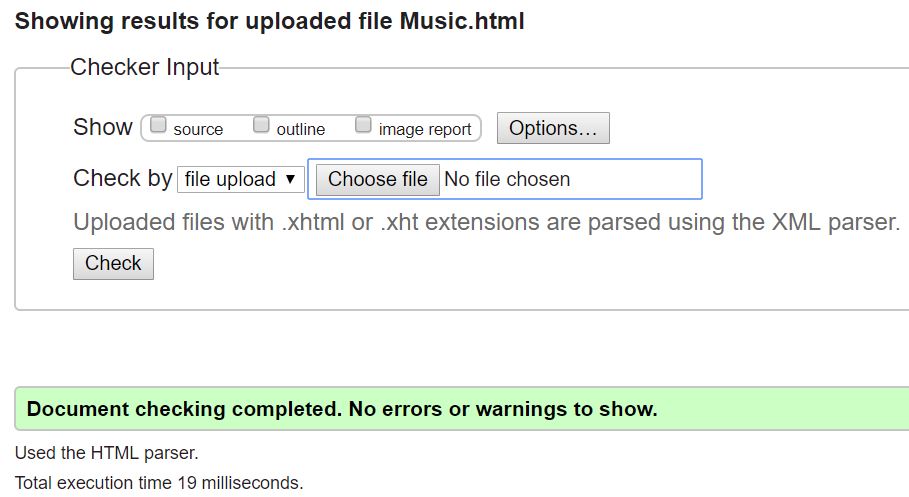 Showing results for uploaded file Music.html
Checker Input
Show source outline image report Options...
Check by file upload ▼ Choose file No file chosen
Uploaded files with .xhtml or .xht extensions are parsed using the XML parser.
Check
Document checking completed. No errors or warnings to show.
Used the HTML parser.
Total execution time 19 milliseconds.